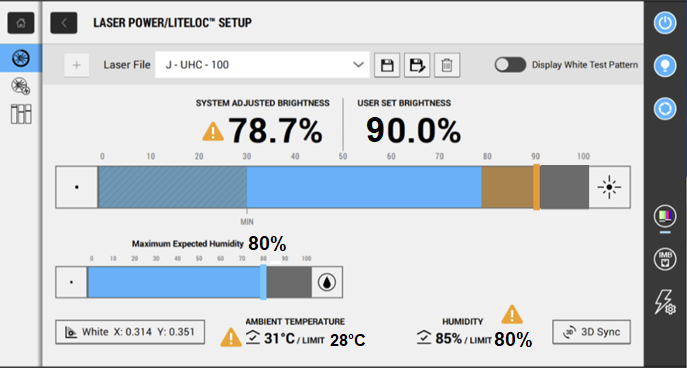 LASER POWER/LITELOC™ SETUP
Laser File J - UHC - 100 Display White Test Pattern
SYSTEM ADJUSTED BRIGHTNESS USER SET BRIGHTNESS
78.7% 90.0%
0 10 20 30 40 50 60 70 80 90 100
MIN
Maximum Expected Humidity 80%
0 5 10 20 30 40 50 60 70 80 90 100
White X: 0.314 Y: 0.351
AMBIENT TEMPERATURE
31°C / LIMIT 28°C
HUMIDITY
85% / LIMIT 80%
3D 3D Sync
IMB